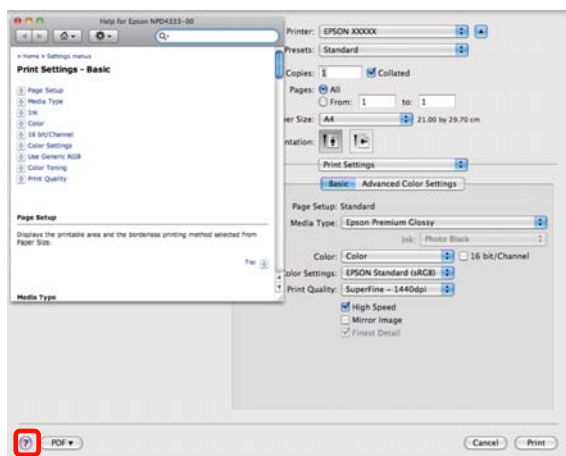 Help for Epson NPD4333-00
> Home > Settings menus
Print Settings - Basic
Page Setup
Media Type
Ink
Color
16 bit/Channel
Color Settings
Use Generic RGB
Color Toning
Print Quality
Page Setup
Displays the printable area and the borderless printing method selected from
Paper Size.
Top
Media Type
Printer: EPSON XXXXX
Presets: Standard
Copies: 1 Collated
Pages: All
From: 1 to: 1
er Size: A4 21.00 by 29.70 cm
ntation:
Print Settings
Basic Advanced Color Settings
Page Setup: Standard
Media Type: Epson Premium Glossy
Ink: Photo Black
Color: Color 16 bit/Channel
olor Settings: EPSON Standard (sRGB)
Print Quality: SuperFine - 1440dpi
High Speed
Mirror Image
Finest Detail
? PDF ▾ Cancel Print